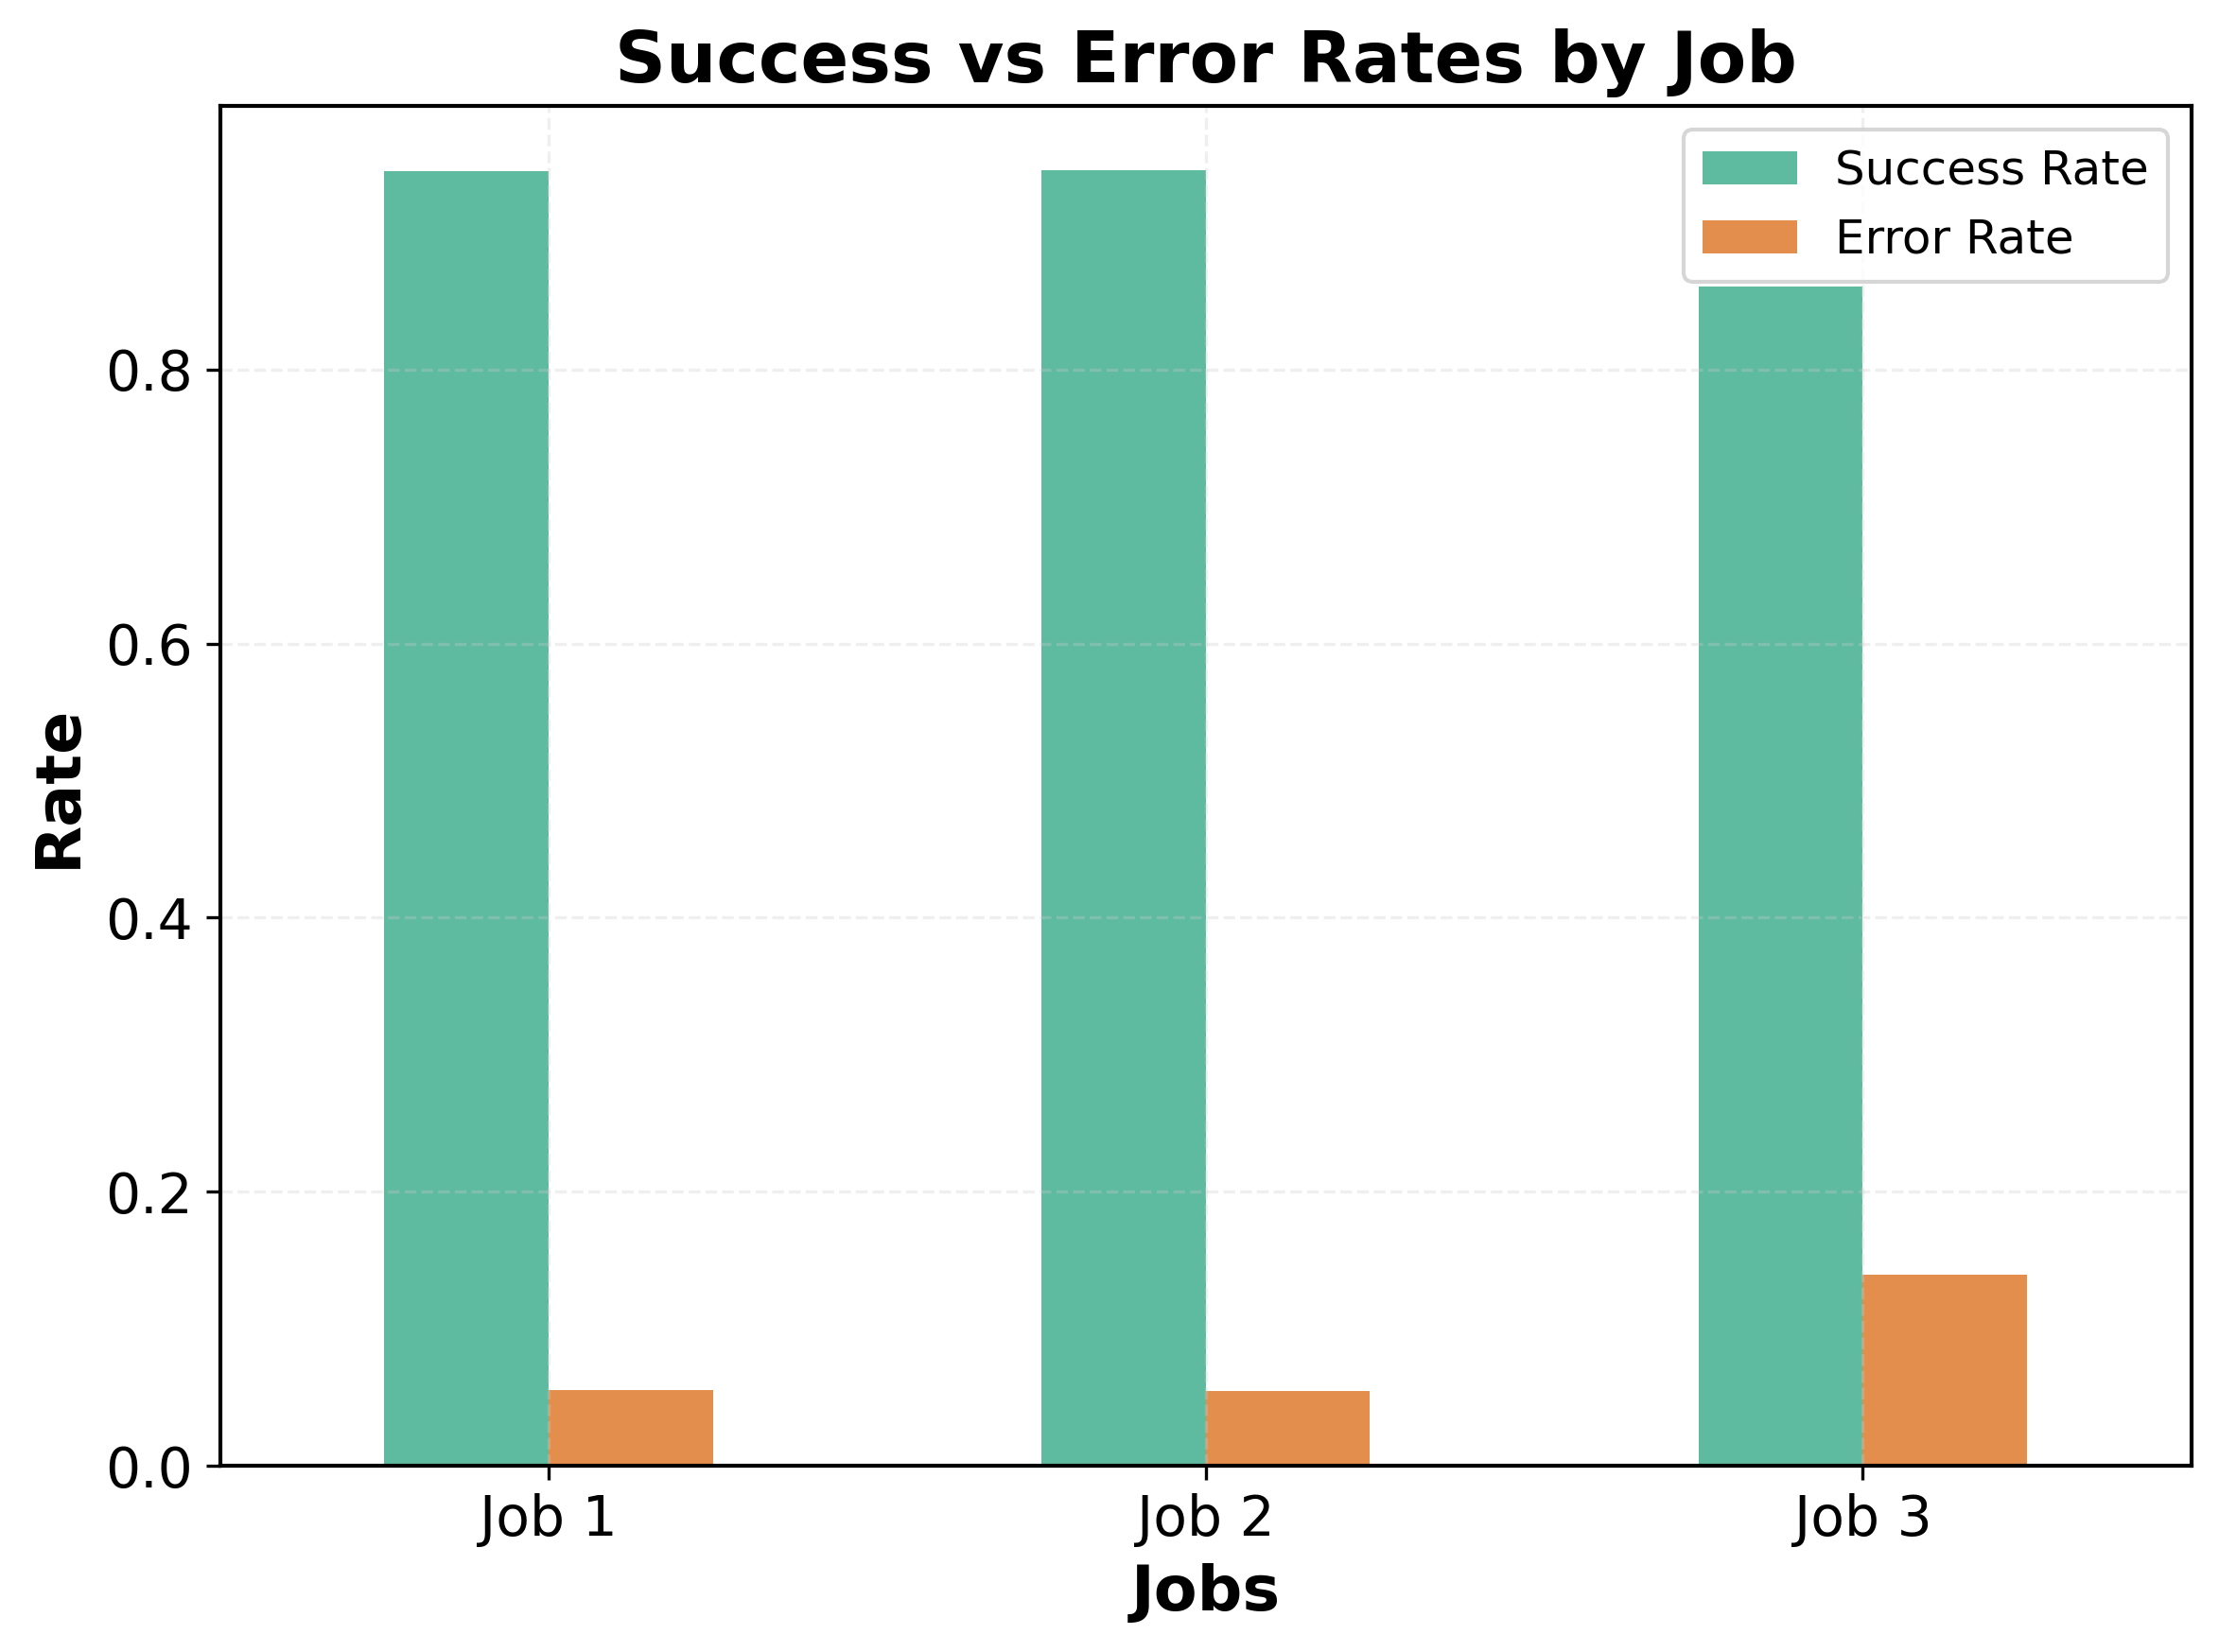 Success vs Error Rates by Job
Success Rate
Error Rate
0.8
0.6
0.4
0.2
0.0
Rate
Job 1
Job 2
Job 3
Jobs